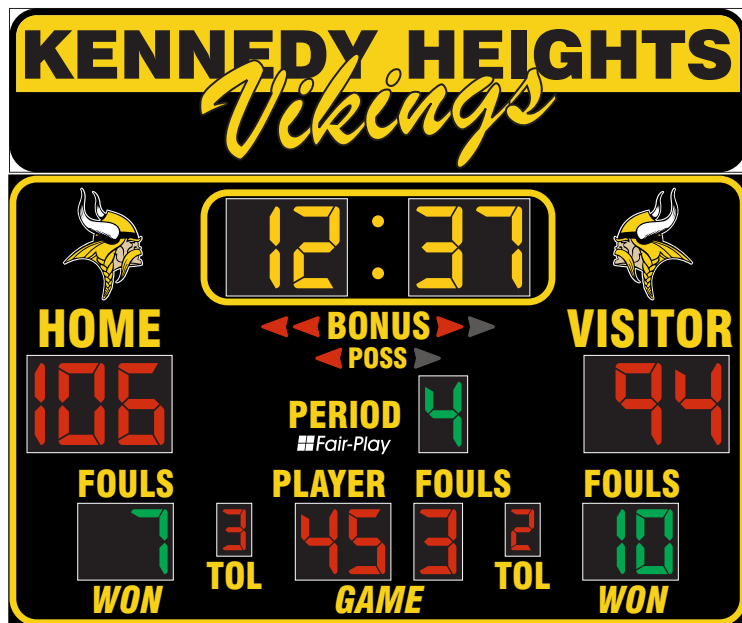 KENNEDY HEIGHTS
Vikings
12:37
HOME
BONUS
VISITOR
POSS
106
PERIOD 4
94
Fair-Play
FOULS PLAYER FOULS FOULS
7 3 45 3 2 10
TOL TOL
WON GAME WON